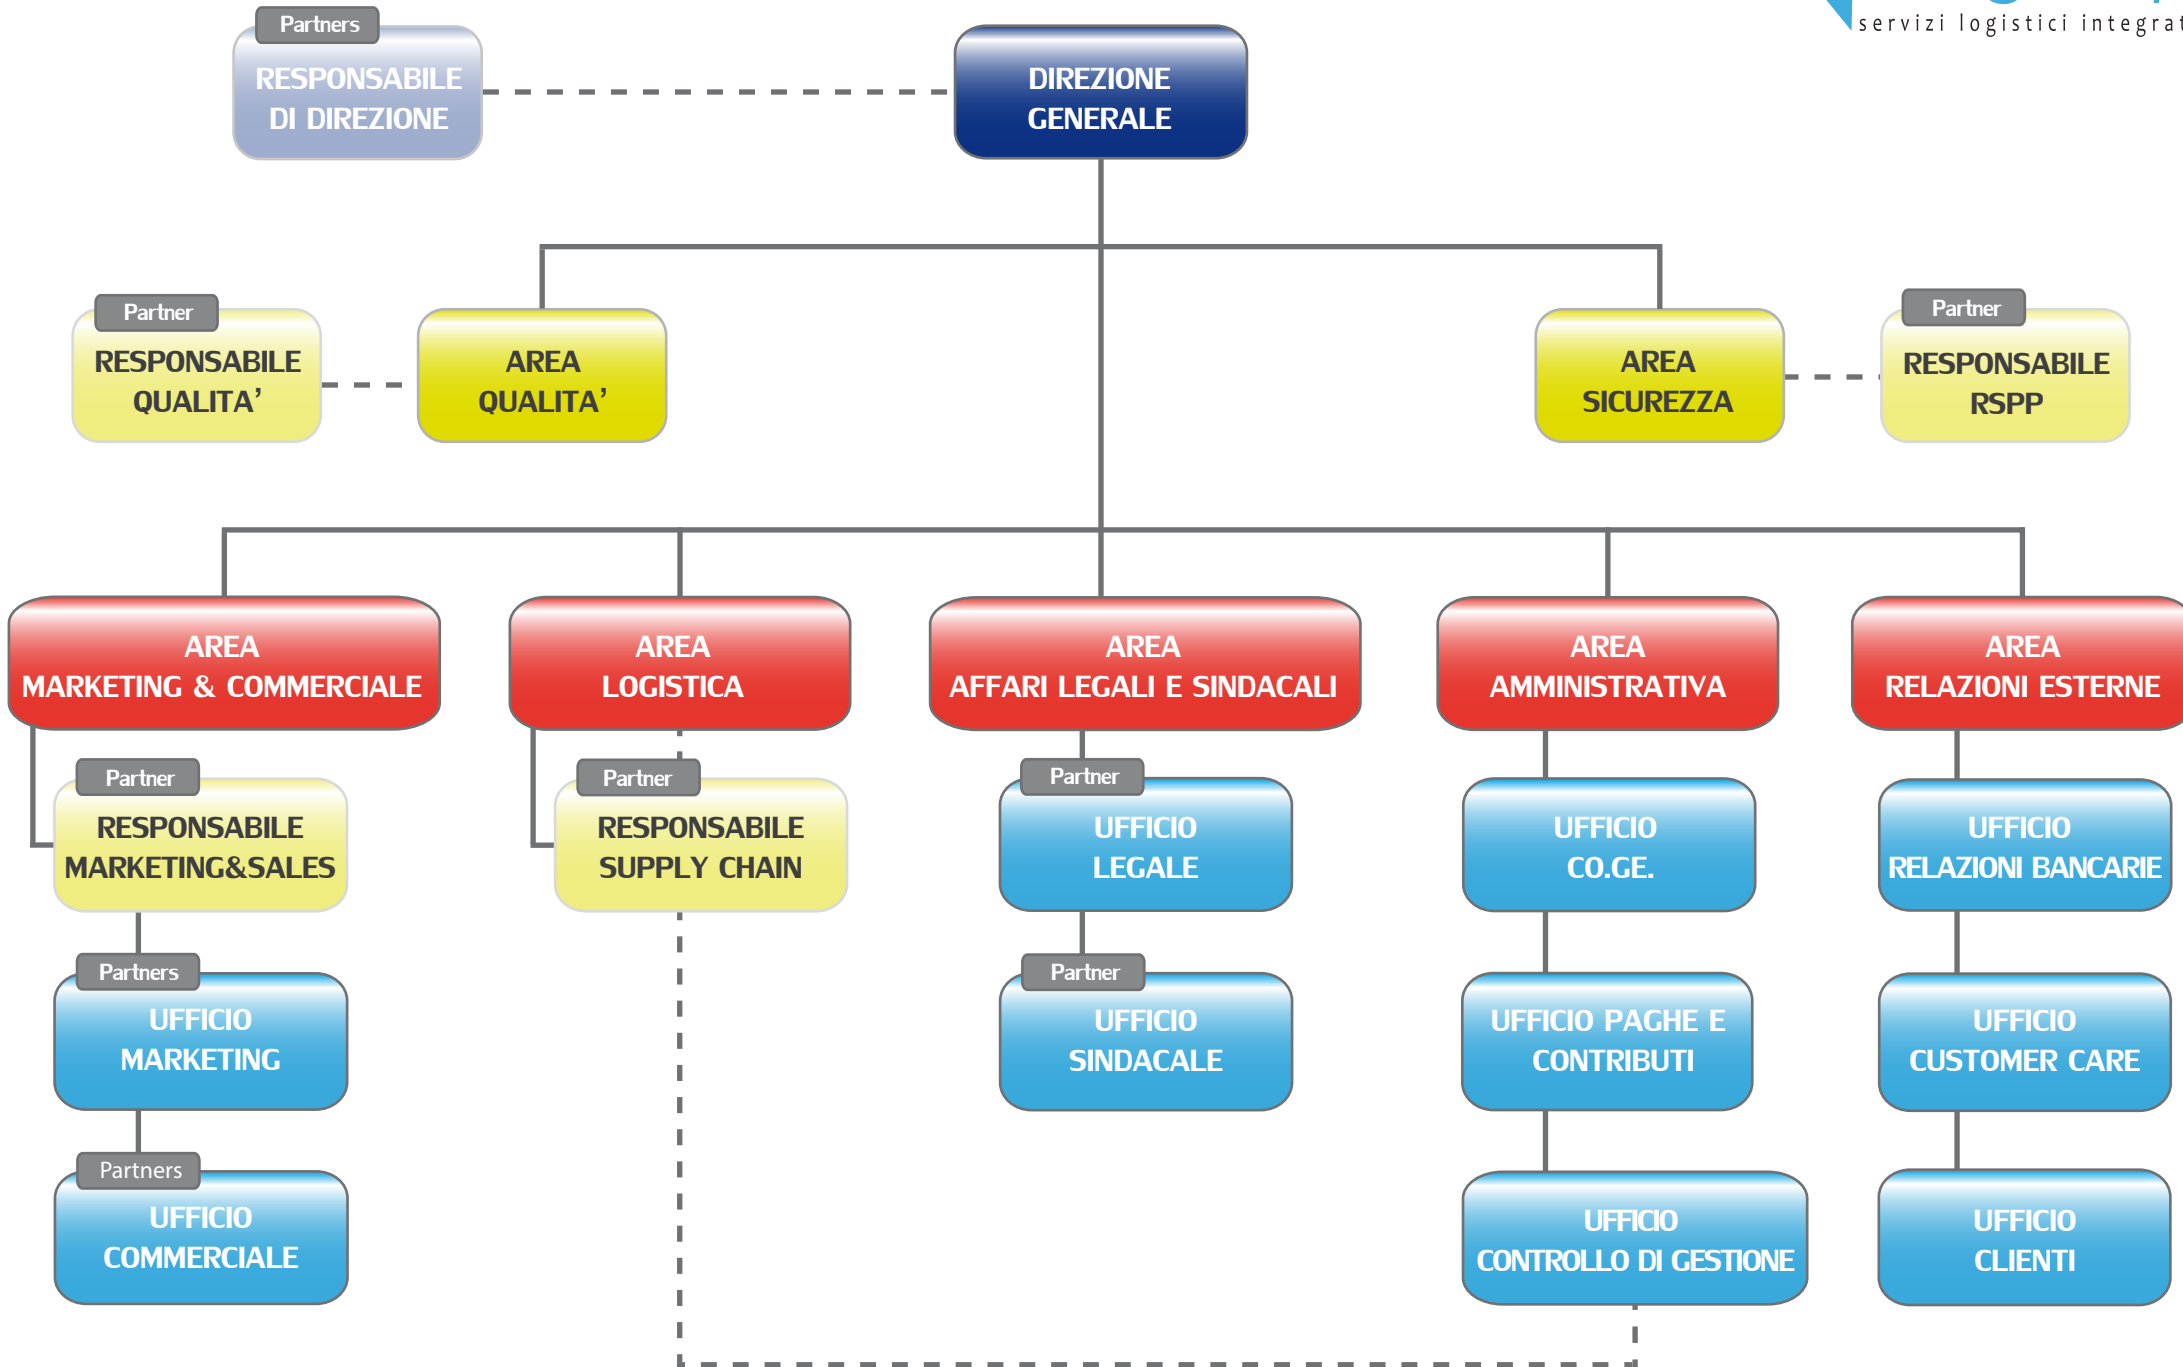 Partners
RESPONSABILE
DI DIREZIONE
DIREZIONE
GENERALE
servizi logistici
Partner
RESPONSABILE
QUALITA’
AREA
QUALITA’
AREA
SICUREZZA
Partner
RESPONSABILE
RSPP
AREA
MARKETING & COMMERCIALE
AREA
LOGISTICA
AREA
AFFARI LEGALI E SINDACALI
AREA
AMMINISTRATIVA
AREA
RELAZIONI ESTERNE
Partner
RESPONSABILE
MARKETING&SALES
Partner
RESPONSABILE
SUPPLY CHAIN
Partner
UFFICIO
LEGALE
UFFICIO
CO.GE.
UFFICIO
RELAZIONI BANCARIE
Partners
UFFICIO
MARKETING
Partner
UFFICIO
SINDACALE
UFFICIO PAGHE E
CONTRIBUTI
UFFICIO
CUSTOMER CARE
Partners
UFFICIO
COMMERCIALE
UFFICIO
CONTROLLO DI GESTIONE
UFFICIO
CLIENTI